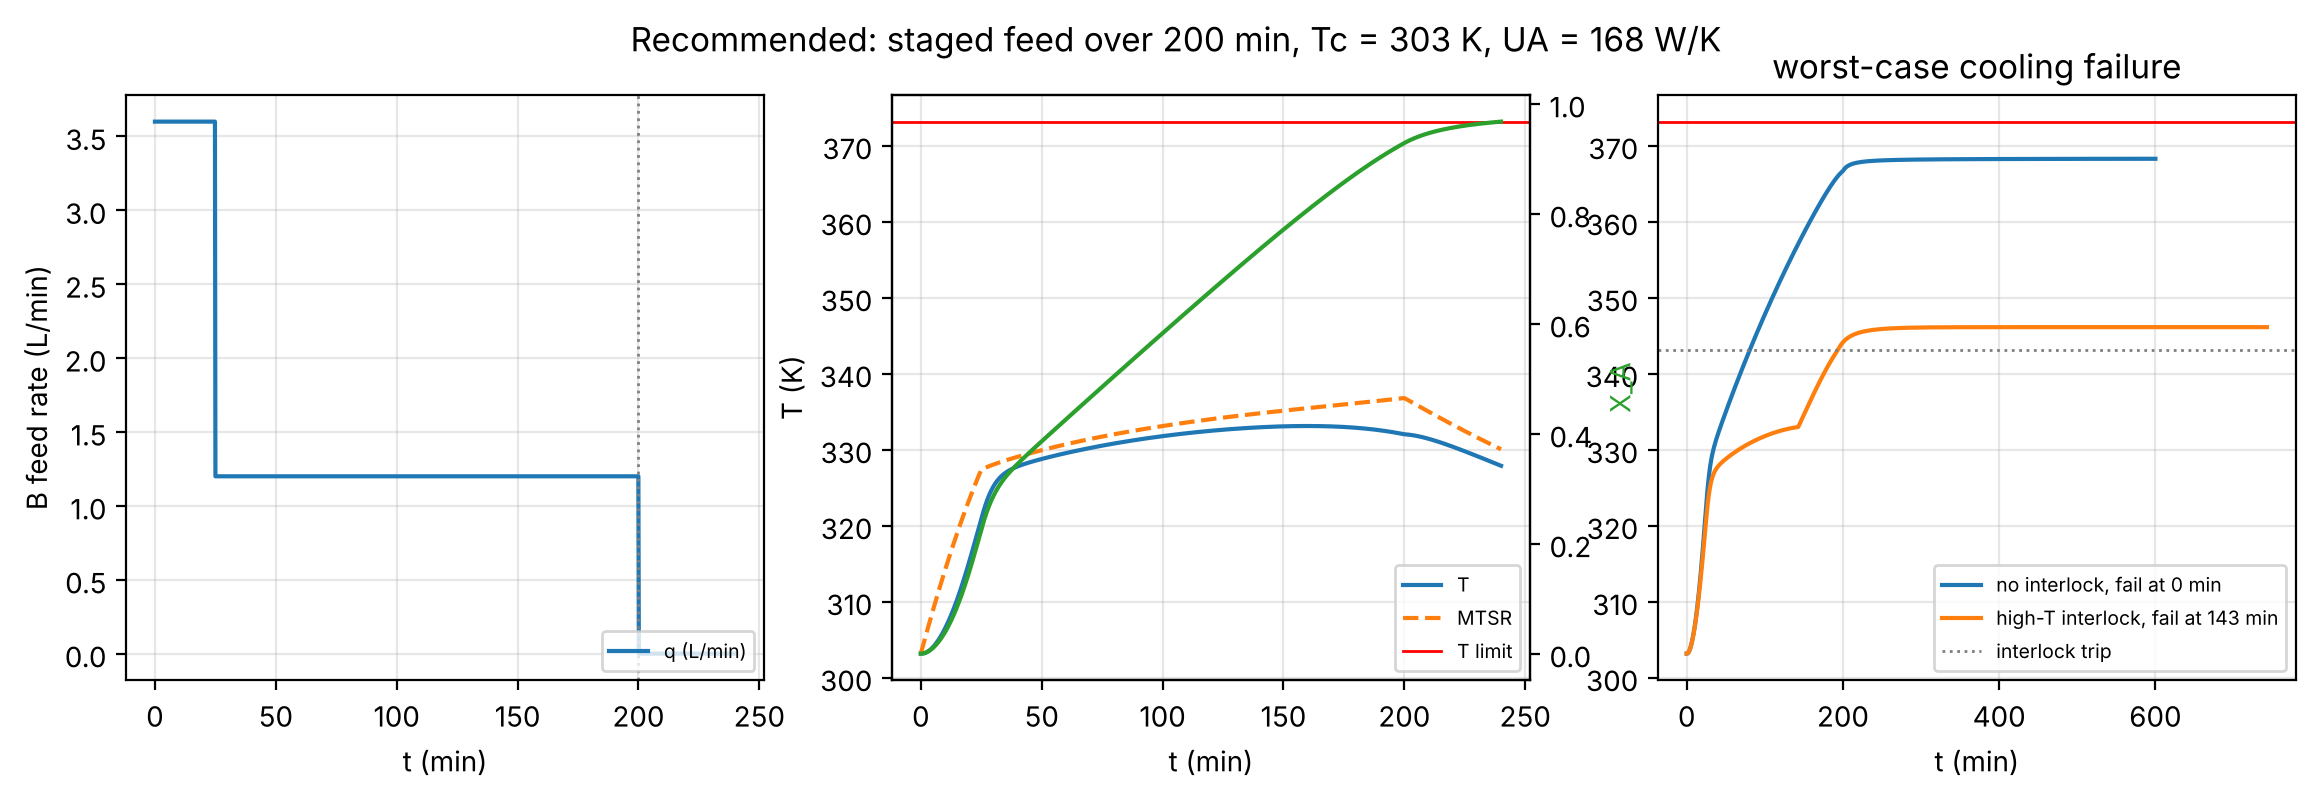 Recommended: staged feed over 200 min, Tc = 303 K, UA = 168 W/K
worst-case cooling failure
B feed rate (L/min)
3.5
3.0
2.5
2.0
1.5
1.0
0.5
0.0
q (L/min)
0 50 100 150 200 250
t (min)
T (K)
370
360
350
340
330
320
310
300
1.0
0.8
0.6
0.4
0.2
0.0
X_A
T
MTSR
T limit
0 50 100 150 200 250
t (min)
370
360
350
340
330
320
310
300
no interlock, fail at 0 min
high-T interlock, fail at 143 min
interlock trip
0 200 400 600
t (min)